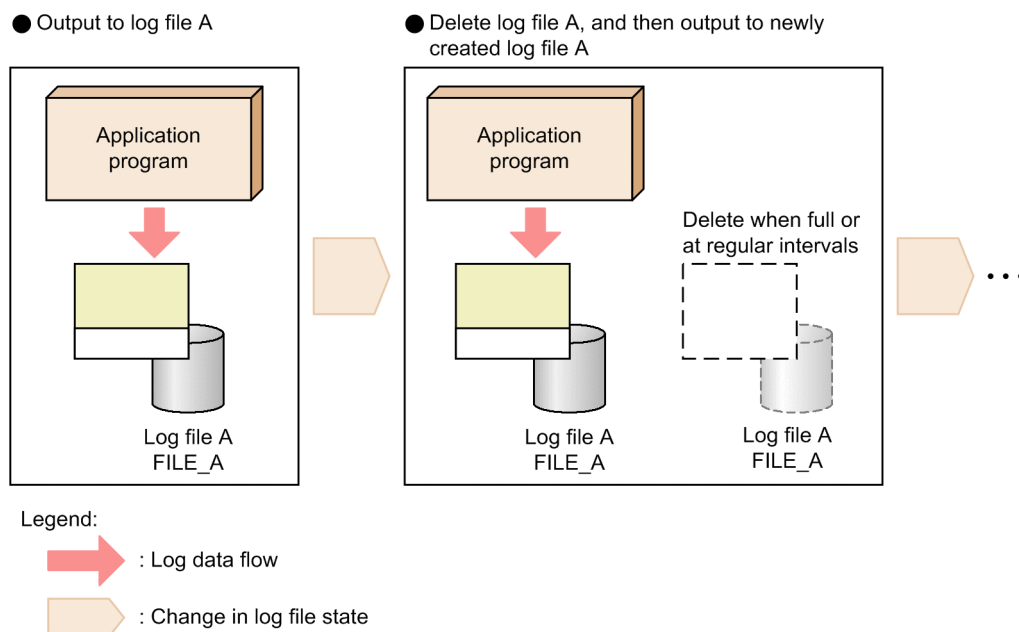 ● Output to log file A
● Delete log file A, and then output to newly
created log file A
Application
program
Log file A
FILE_A
Application
program
Delete when full or
at regular intervals
Log file A
FILE_A
Log file A
FILE_A
• • •
Legend:
: Log data flow
: Change in log file state